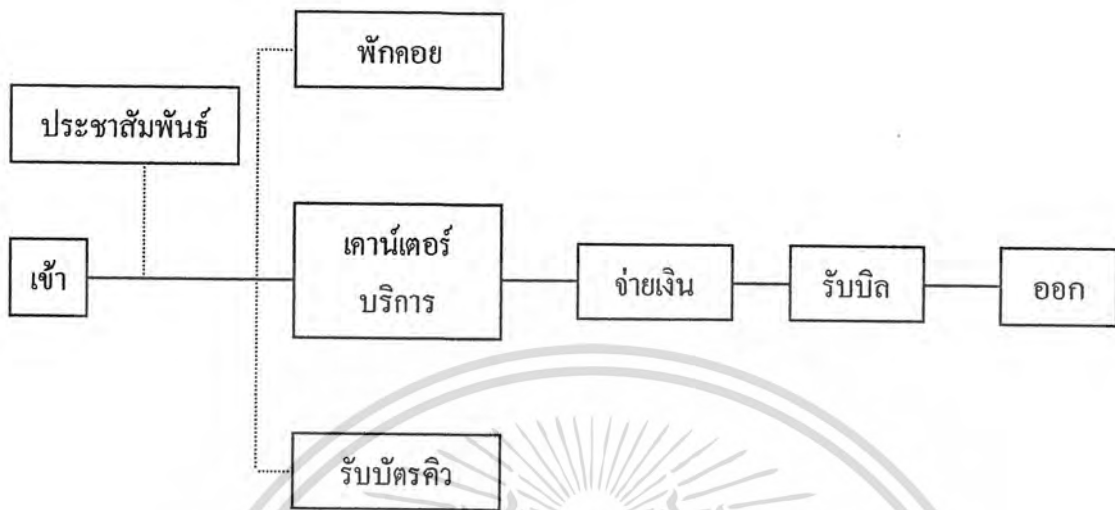 พักคอย
ประชาสัมพันธ์
เข้า
เคาน์เตอร์
บริการ
จ่ายเงิน
รับบิล
ออก
รับบัตรคิว